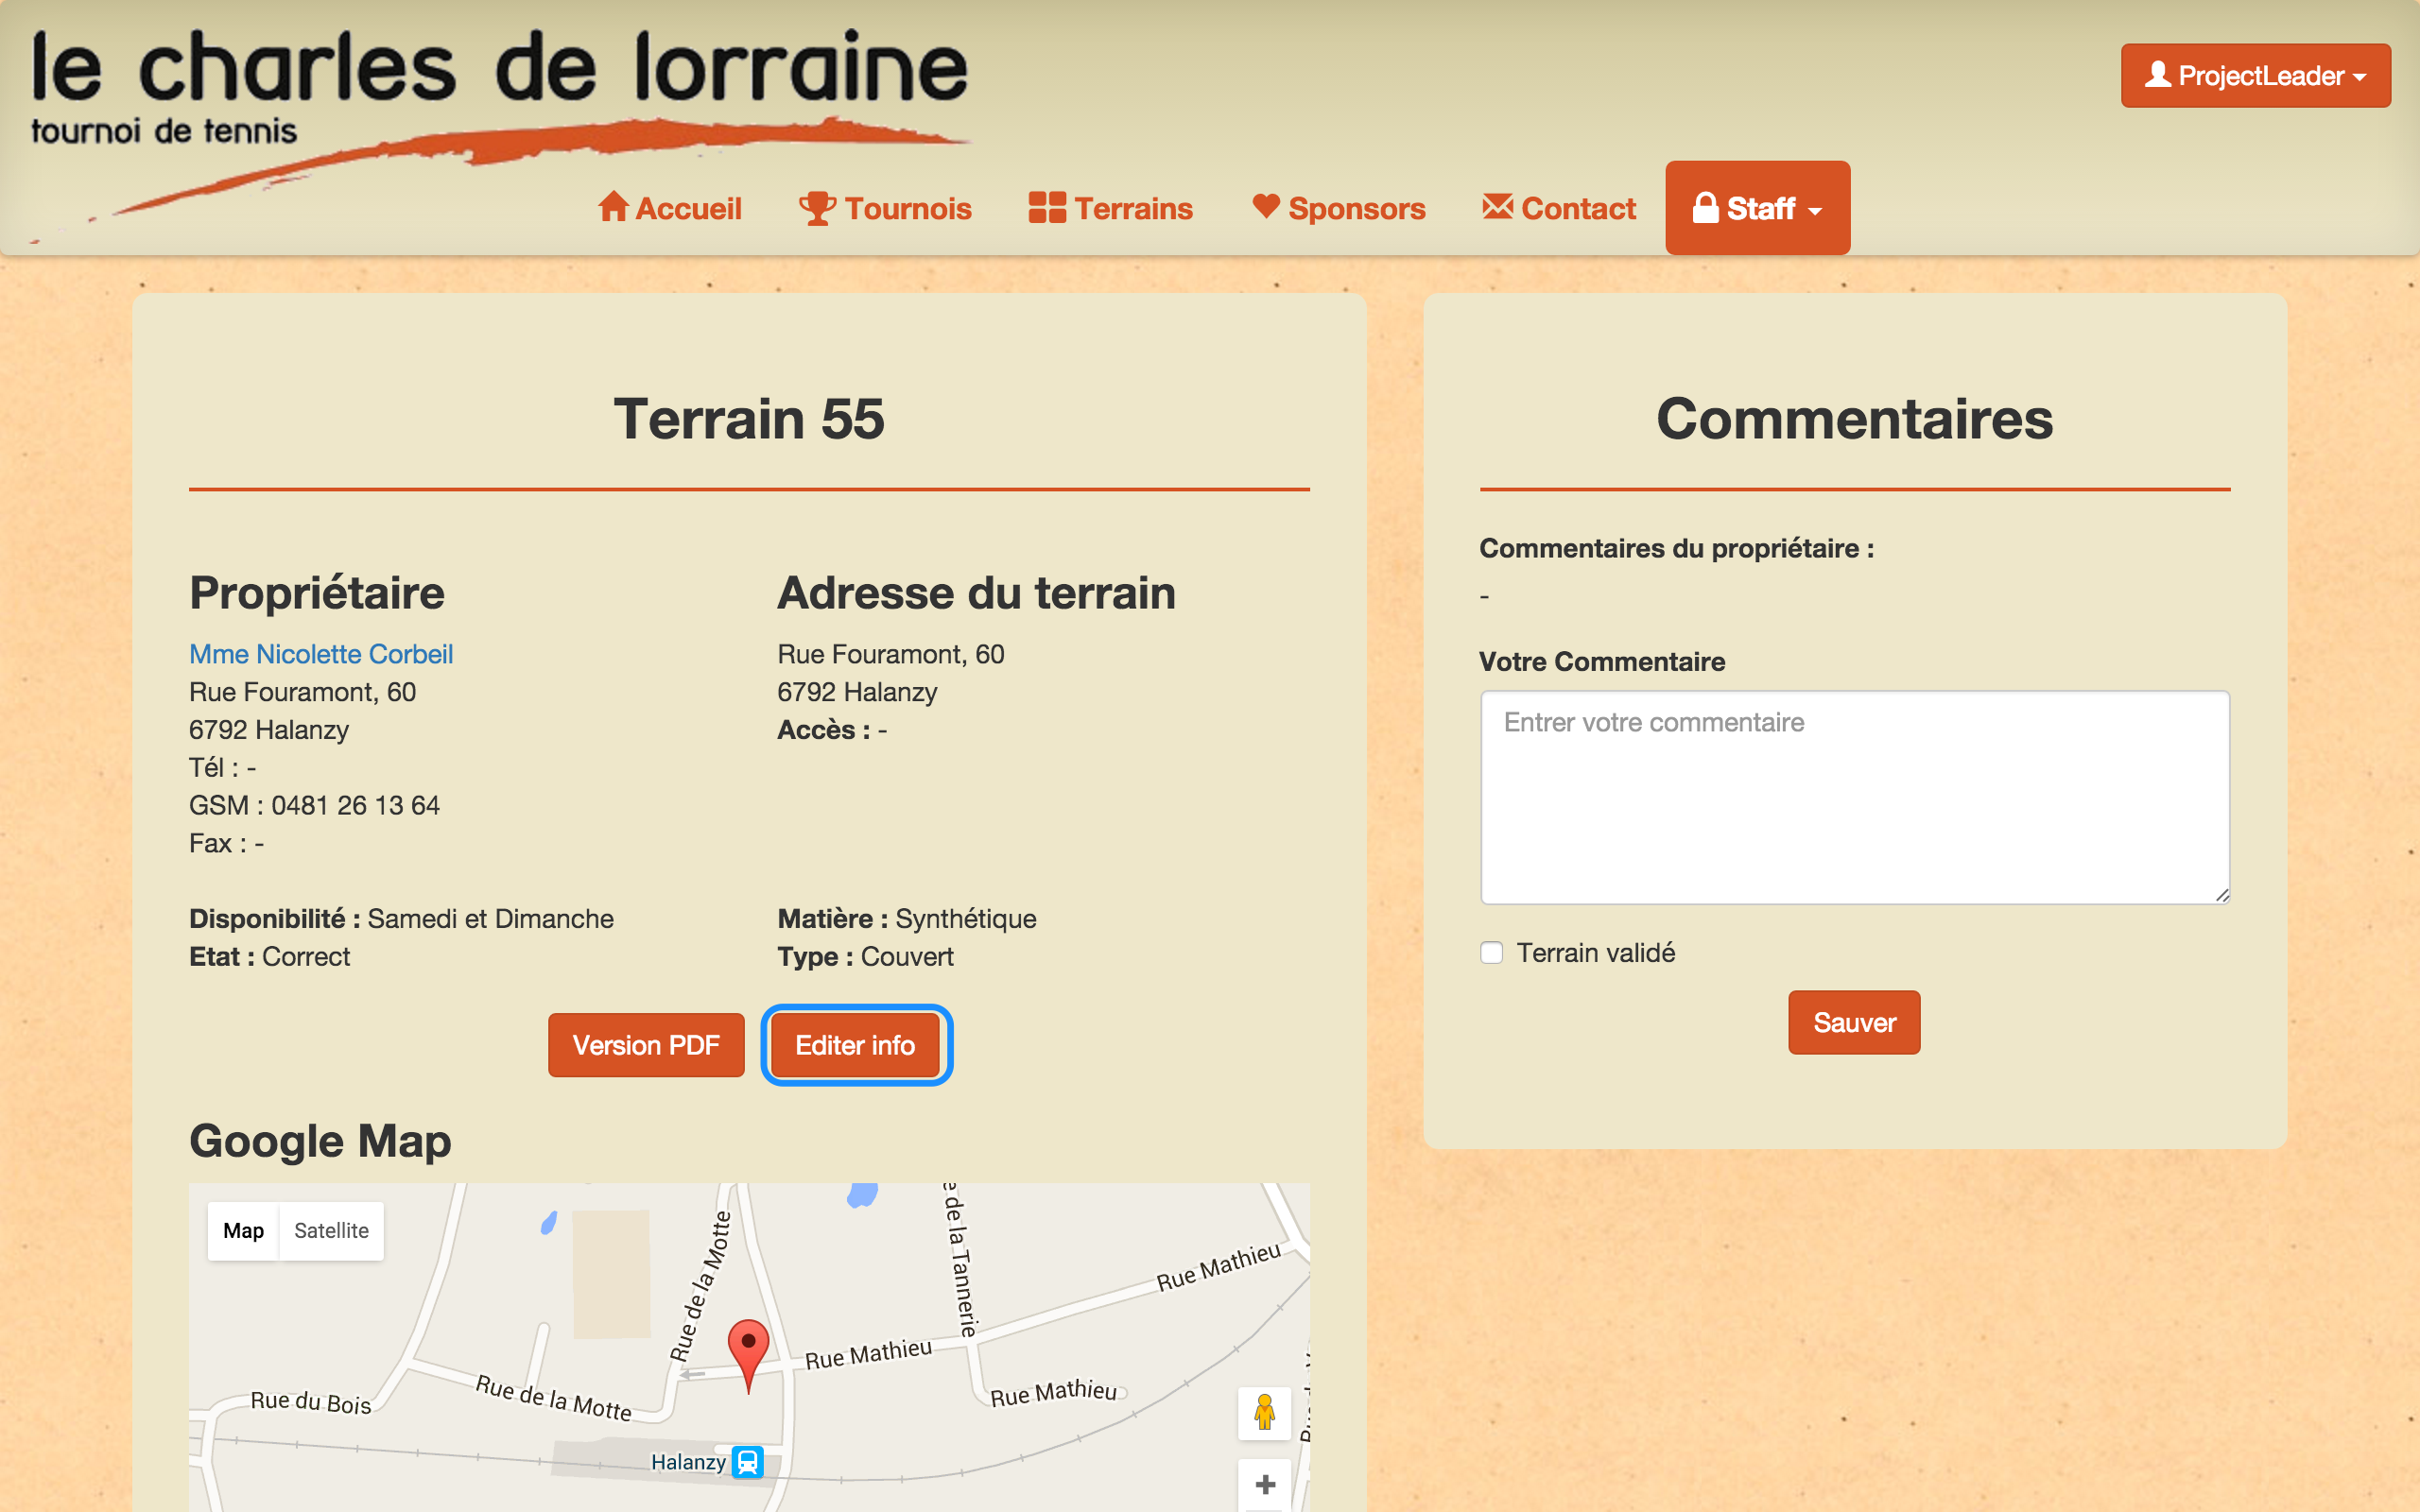 le charles de lorraine
tournoi de tennis
ProjectLeader
Accueil
Tournois
Terrains
Sponsors
Contact
Staff
Terrain 55
Propriétaire
Mme Nicolette Corbeil
Rue Fouramont, 60
6792 Halanzy
Tél : -
GSM : 0481 26 13 64
Fax : -
Adresse du terrain
Rue Fouramont, 60
6792 Halanzy
Accès : -
Disponibilité : Samedi et Dimanche
Etat : Correct
Matière : Synthétique
Type : Couvert
Version PDF
Editer info
Google Map
Map
Satellite
Rue de la Motte
e de la Tannerie
Rue Mathieu
Rue Mathieu
Rue Mathieu
Rue du Bois
Rue de la Motte
Halanzy
Commentaires
Commentaires du propriétaire :
-
Votre Commentaire
Entrer votre commentaire
Terrain validé
Sauver